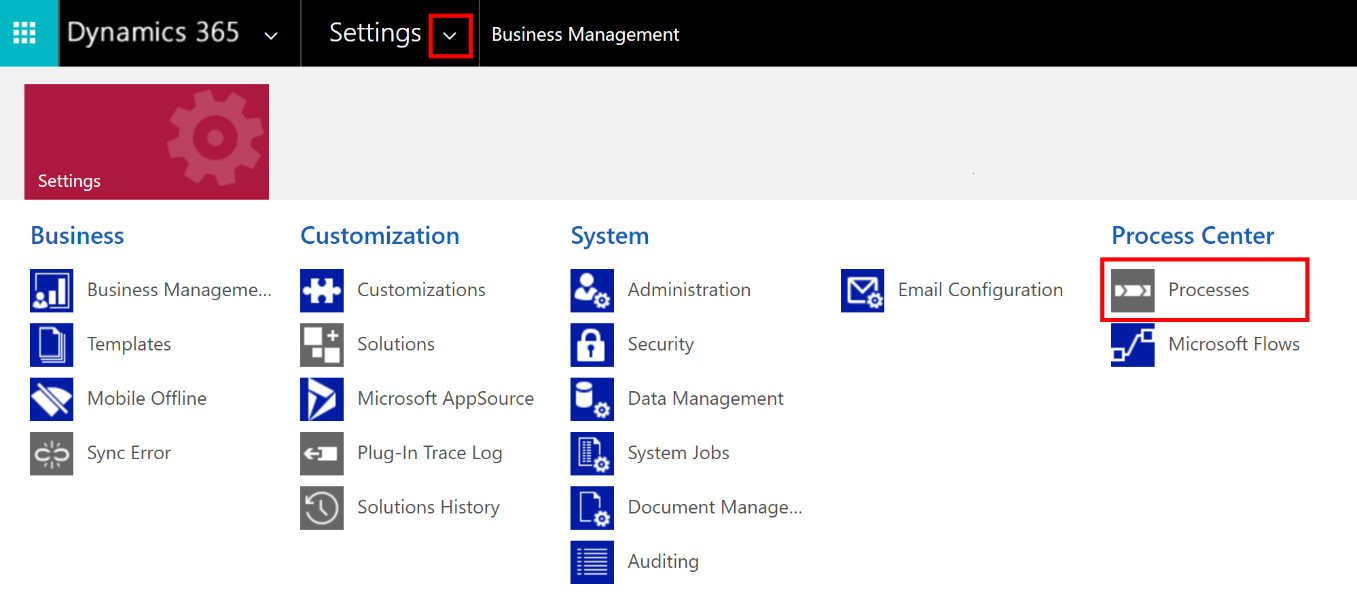 Dynamics 365
Settings
Business Management
Settings
Business
Business Manageme...
Templates
Mobile Offline
Sync Error
Customization
Customizations
Solutions
Microsoft AppSource
Plug-In Trace Log
Solutions History
System
Administration
Security
Data Management
System Jobs
Document Manage...
Auditing
Email Configuration
Process Center
Processes
Microsoft Flows